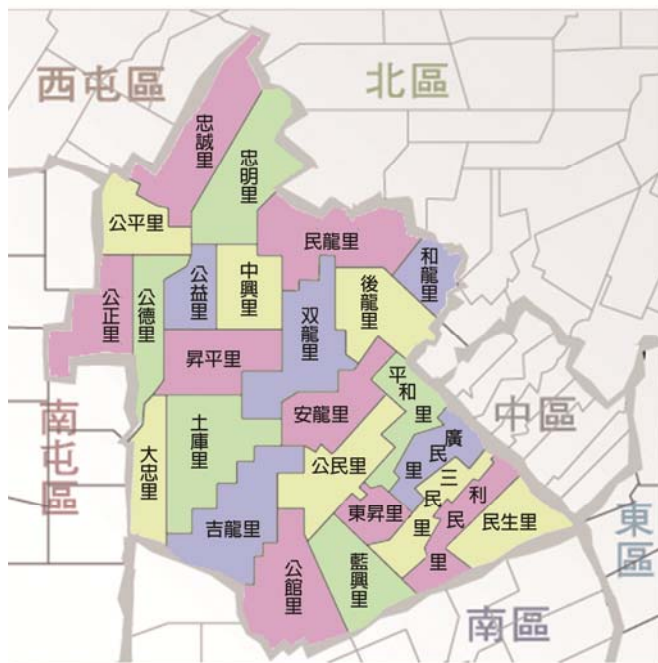 西屯區
北區
忠誠里
忠明里
公平里
民龍里
和龍里
公正里
公德里
公益里
中興里
双龍里
後龍里
昇平里
平和里
安龍里
南屯區
中區
大忠里
土庫里
公民里
廣民里
三民里
利民里
民生里
東昇里
吉龍里
公館里
藍興里
東區
南區